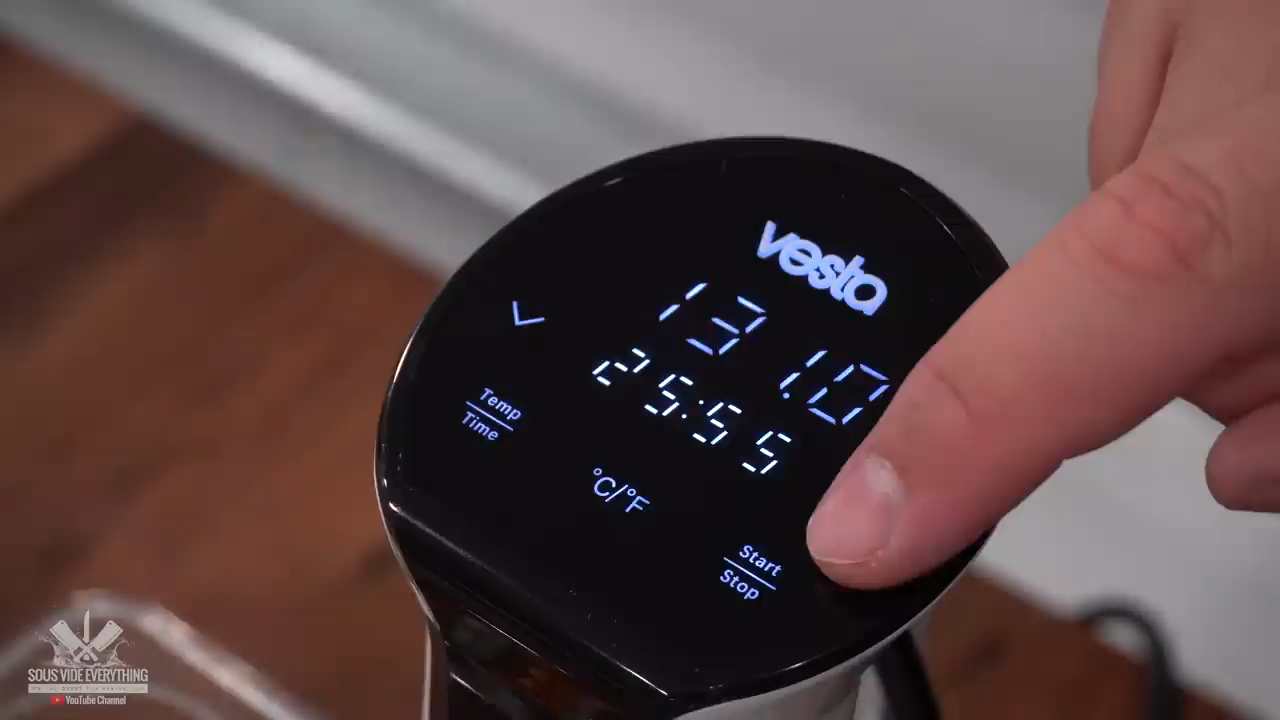 vesta
131.0
25:55
Temp
Time
°C/°F
Start
Stop
SOUS VIDE EVERYTHING
YouTube Channel